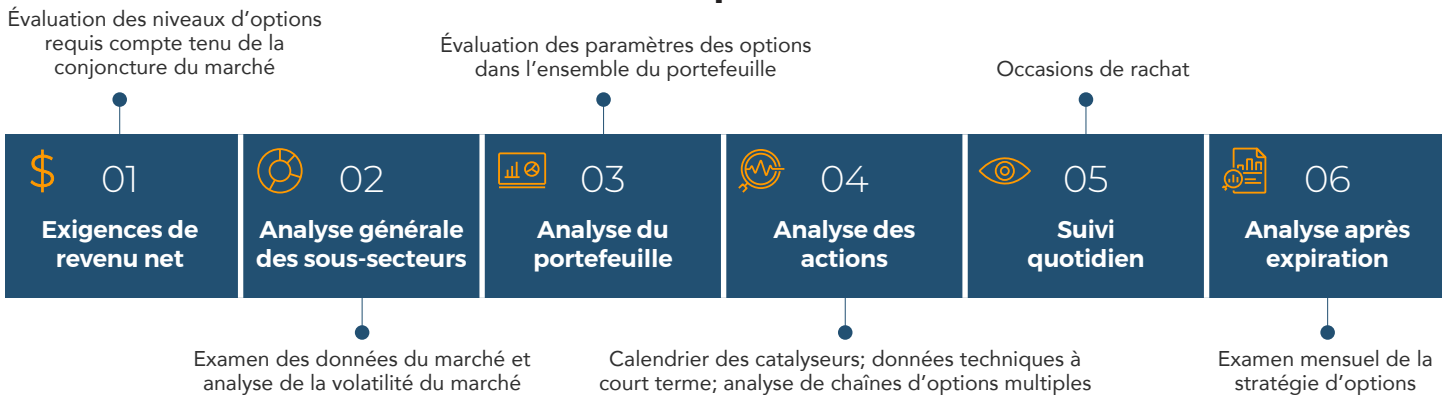 Évaluation des niveaux d'options
requis compte tenu de la
conjoncture du marché
Évaluation des paramètres des options
dans l'ensemble du portefeuille
Occasions de rachat
$ 01
Exigences de
revenu net
02
Analyse générale
des sous-secteurs
03
Analyse du
portefeuille
04
Analyse des
actions
05
Suivi
quotidien
06
Analyse après
expiration
Examen des données du marché et
analyse de la volatilité du marché
Calendrier des catalyseurs; données techniques à
court terme; analyse de chaînes d'options multiples
Examen mensuel de la
stratégie d'options